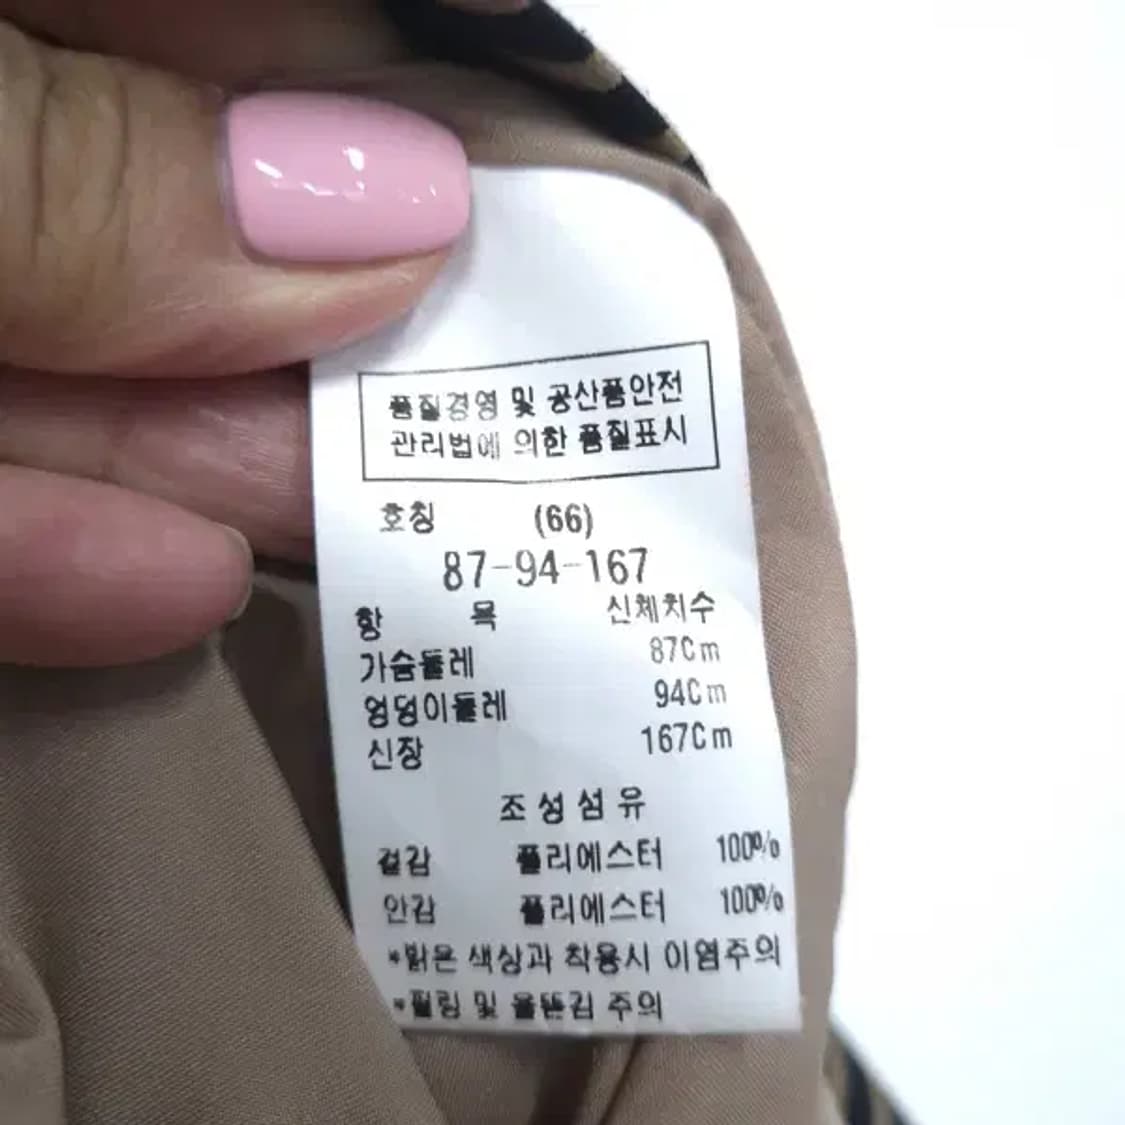 품질경영 및 공산품안전
관리법에 의한 품질표시
호칭 (66)
87-94-167
항 목 신체치수
가슴둘레 87Cm
엉덩이둘레 94Cm
신장 167Cm
조성섬유
겉감 폴리에스터 100%
안감 폴리에스터 100%
*밝은 색상과 착용시 이염주의
*필링 및 올뜯김 주의